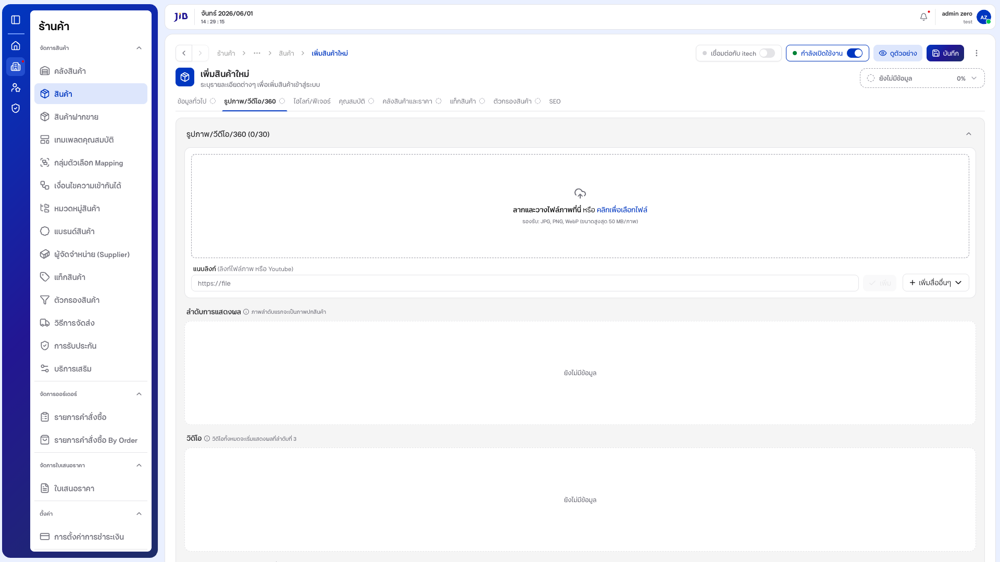 ร้านค้า
จัดการสินค้า
คลังสินค้า
สินค้า
สินค้าฝากขาย
เทมเพลตคุณสมบัติ
กลุ่มตัวเลือก Mapping
เงื่อนไขความเข้ากันได้
หมวดหมู่สินค้า
แบรนด์สินค้า
ผู้จัดจำหน่าย (Supplier)
แท็กสินค้า
ตัวกรองสินค้า
วิธีการจัดส่ง
การรับประกัน
บริการเสริม
จัดการออร์เดอร์
รายการคำสั่งซื้อ
รายการคำสั่งซื้อ By Order
จัดการใบเสนอราคา
ใบเสนอราคา
ตั้งค่า
การตั้งค่าการชำระเงิน
JIB
จันทร์ 2026/06/01
14 : 29 : 15
admin zero
test
AZ
ร้านค้า > ··· > สินค้า > เพิ่มสินค้าใหม่
เชื่อมต่อกับ itech
กำลังเปิดใช้งาน
ดูตัวอย่าง
บันทึก
เพิ่มสินค้าใหม่
ระบุรายละเอียดต่างๆ เพื่อเพิ่มสินค้าเข้าสู่ระบบ
ยังไม่มีข้อมูล 0%
ข้อมูลทั่วไป รูปภาพ/วีดีโอ/360 ไฮไลท์/ฟีเจอร์ คุณสมบัติ คลังสินค้าและราคา แท็กสินค้า ตัวกรองสินค้า SEO
รูปภาพ/วีดีโอ/360 (0/30)
ลากและวางไฟล์ภาพที่นี่ หรือ คลิกเพื่อเลือกไฟล์
รองรับ: JPG, PNG, WebP (ขนาดสูงสุด 50 MB/ภาพ)
แนบลิงก์ (ลิงก์ไฟล์ภาพ หรือ Youtube)
https://file
เพิ่ม
เพิ่มสื่ออื่นๆ
ลำดับการแสดงผล ภาพลำดับแรกจะเป็นภาพปกสินค้า
ยังไม่มีข้อมูล
วิดิโอ วิดิโอทั้งหมดจะเริ่มแสดงผลที่ลำดับที่ 3
ยังไม่มีข้อมูล